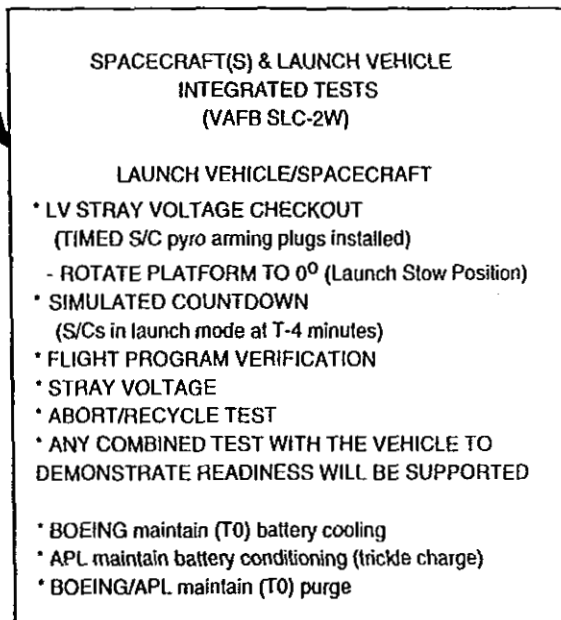 SPACECRAFT(S) & LAUNCH VEHICLE
INTEGRATED TESTS
(VAFB SLC-2W)
LAUNCH VEHICLE/SPACECRAFT
* LV STRAY VOLTAGE CHECKOUT
(TIMED S/C pyro arming plugs installed)
- ROTATE PLATFORM TO 0⁰ (Launch Stow Position)
* SIMULATED COUNTDOWN
(S/Cs in launch mode at T-4 minutes)
* FLIGHT PROGRAM VERIFICATION
* STRAY VOLTAGE
* ABORT/RECYCLE TEST
* ANY COMBINED TEST WITH THE VEHICLE TO
DEMONSTRATE READINESS WILL BE SUPPORTED
* BOEING maintain (T0) battery cooling
* APL maintain battery conditioning (trickle charge)
* BOEING/APL maintain (T0) purge